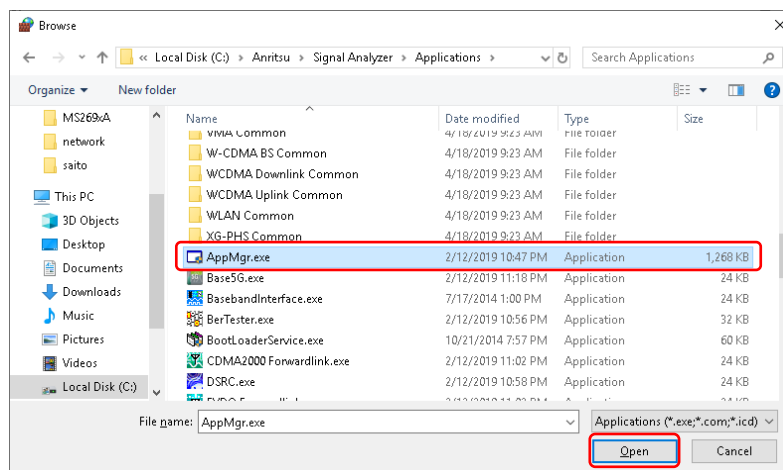 Browse
« Local Disk (C:) › Anritsu › Signal Analyzer › Applications ›
Search Applications
Organize
New folder
MS269xA
network
saito
This PC
3D Objects
Desktop
Documents
Downloads
Music
Pictures
Videos
Local Disk (C:)
Name Date modified Type Size
VMA Common 4/18/2019 9:23 AM File folder
W-CDMA BS Common 4/18/2019 9:23 AM File folder
WCDMA Downlink Common 4/18/2019 9:23 AM File folder
WCDMA Uplink Common 4/18/2019 9:23 AM File folder
WLAN Common 4/18/2019 9:23 AM File folder
XG-PHS Common 4/18/2019 9:23 AM File folder
AppMgr.exe 2/12/2019 10:47 PM Application 1,268 KB
Base5G.exe 2/12/2019 11:18 PM Application 24 KB
BasebandInterface.exe 7/17/2014 1:00 PM Application 24 KB
BerTester.exe 2/12/2019 10:56 PM Application 32 KB
BootLoaderService.exe 10/21/2014 7:57 PM Application 60 KB
CDMA2000 Forwardlink.exe 2/12/2019 11:02 PM Application 24 KB
DSRC.exe 2/12/2019 10:58 PM Application 24 KB
File name: AppMgr.exe
Applications (*.exe;*.com;*.icd)
Open Cancel